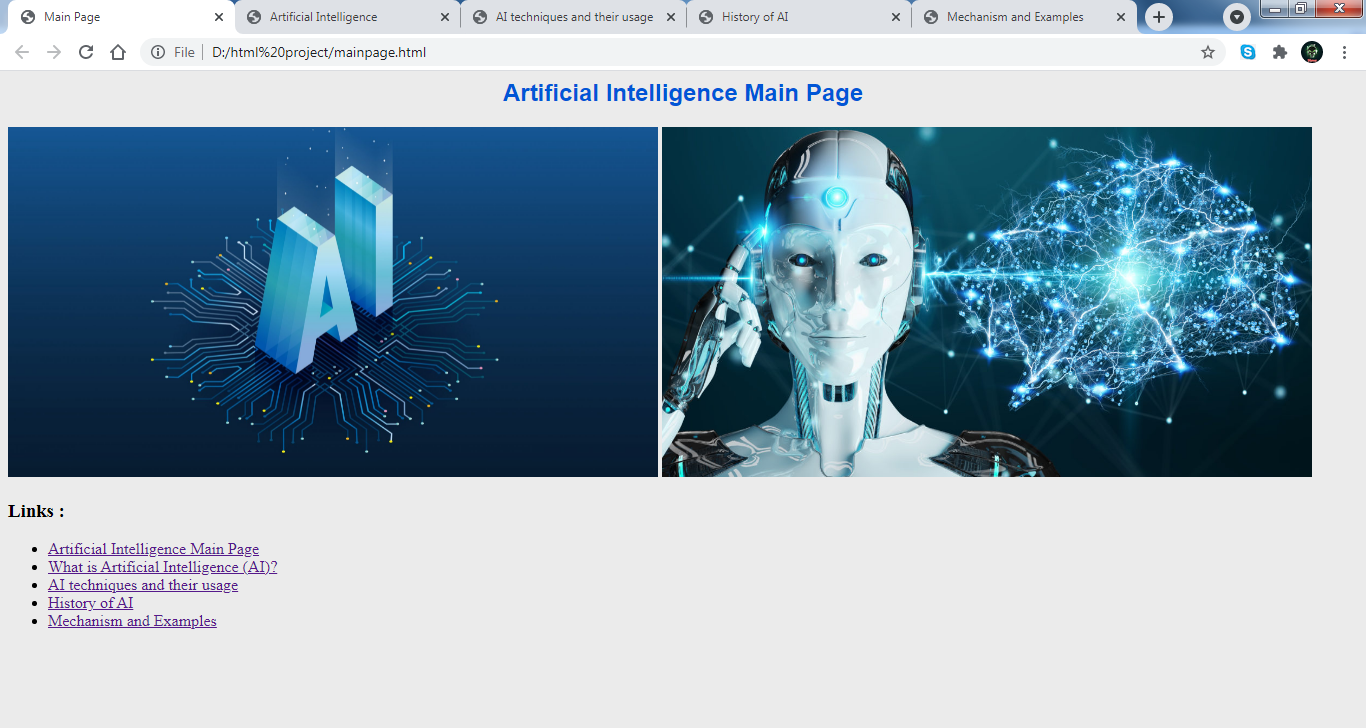 Main Page
Artificial Intelligence
AI techniques and their usage
History of AI
Mechanism and Examples
File
D:/html%20project/mainpage.html
Artificial Intelligence Main Page
AI
Links :
Artificial Intelligence Main Page
What is Artificial Intelligence (AI)?
AI techniques and their usage
History of AI
Mechanism and Examples